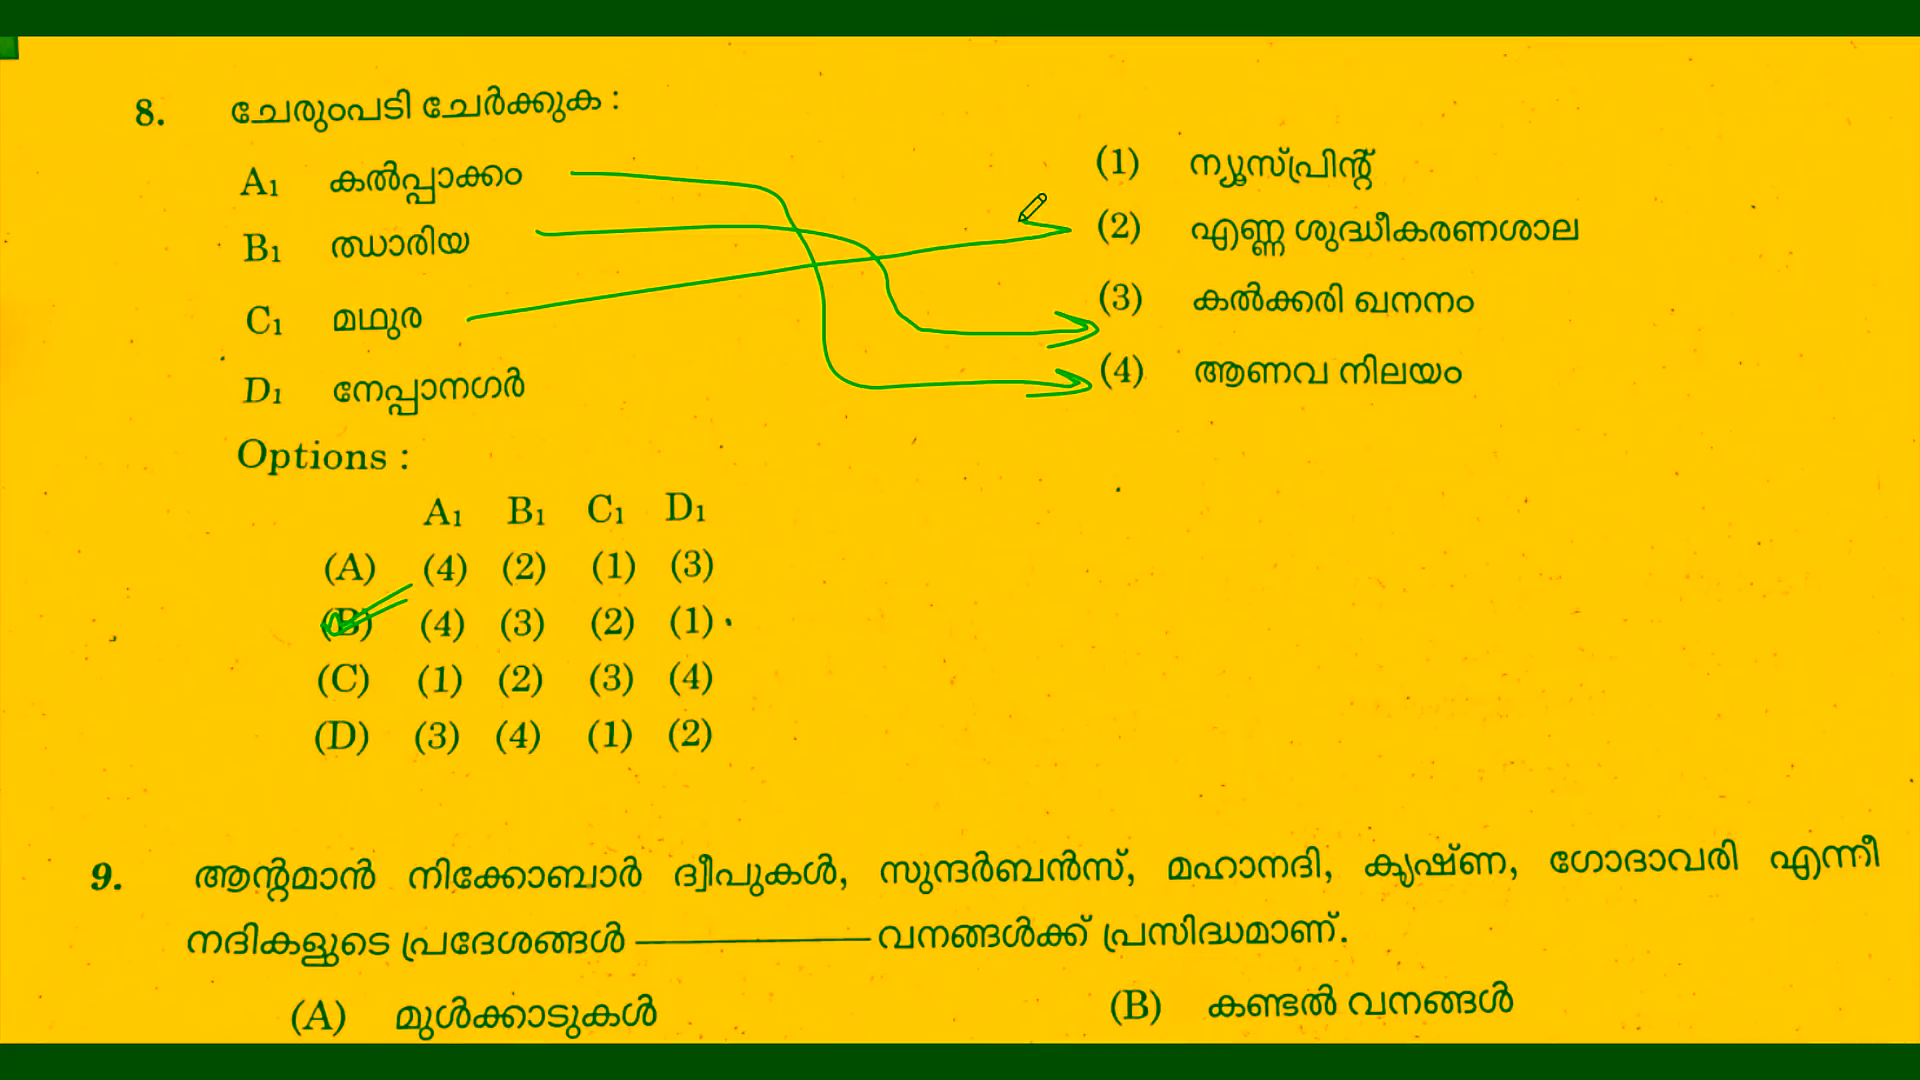 8. ചേരുംപടി ചേർക്കുക :
A1 കൽപ്പാക്കം (1) ന്യൂസ്പ്രിന്റ്
B1 ഝാരിയ (2) എണ്ണ ശുദ്ധീകരണശാല
C1 മഥുര (3) കൽക്കരി ഖനനം
D1 നേപ്പാനഗർ (4) ആണവ നിലയം
Options :
A1 B1 C1 D1
(A) (4) (2) (1) (3)
(B) (4) (3) (2) (1)
(C) (1) (2) (3) (4)
(D) (3) (4) (1) (2)
9. ആന്റമാൻ നിക്കോബാർ ദ്വീപുകൾ, സുന്ദർബൻസ്, മഹാനദി, കൃഷ്ണ, ഗോദാവരി എന്നീ
നദികളുടെ പ്രദേശങ്ങൾ ———— വനങ്ങൾക്ക് പ്രസിദ്ധമാണ്.
(A) മുൾക്കാടുകൾ (B) കണ്ടൽ വനങ്ങൾ